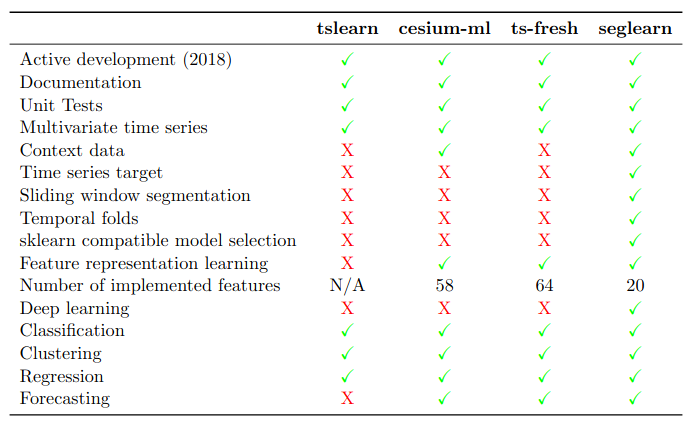 tslearn cesium-ml ts-fresh seglearn
Active development (2018) ✓ ✓ ✓ ✓
Documentation ✓ ✓ ✓ ✓
Unit Tests ✓ ✓ ✓ ✓
Multivariate time series ✓ ✓ ✓ ✓
Context data X ✓ X ✓
Time series target X X X ✓
Sliding window segmentation X X X ✓
Temporal folds X X X ✓
sklearn compatible model selection X X X ✓
Feature representation learning X ✓ ✓ ✓
Number of implemented features N/A 58 64 20
Deep learning X X X ✓
Classification ✓ ✓ ✓ ✓
Clustering ✓ ✓ ✓ ✓
Regression ✓ ✓ ✓ ✓
Forecasting X ✓ ✓ ✓